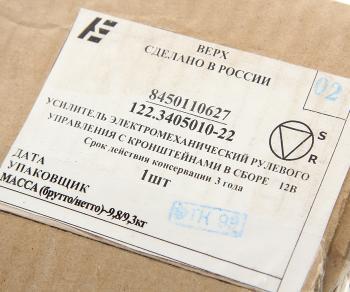 ВЕРХ
СДЕЛАНО В РОССИИ
02
8450110627
122.3405010-22
УСИЛИТЕЛЬ ЭЛЕКТРОМЕХАНИЧЕСКИЙ РУЛЕВОГО
УПРАВЛЕНИЯ С КРОНШТЕЙНАМИ В СБОРЕ 12В
Срок действия консервации 3 года
S
R
1шт
ДАТА
УПАКОВЩИК
МАССА (брутто/нетто)-9,8/9,3кг